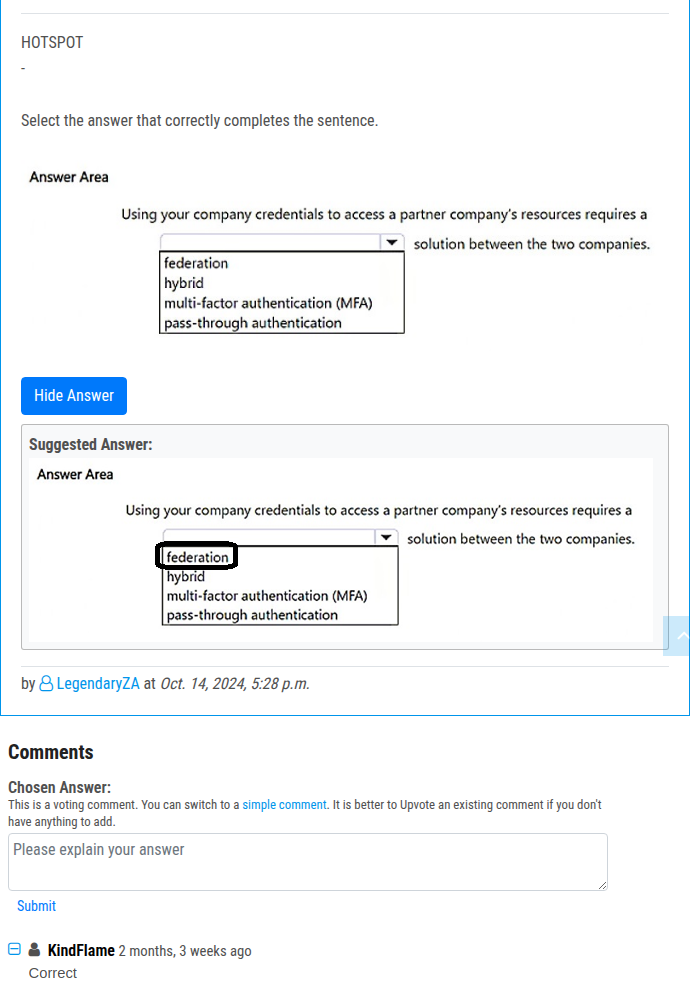 HOTSPOT
-
Select the answer that correctly completes the sentence.
Answer Area
Using your company credentials to access a partner company's resources requires a
solution between the two companies.
federation
hybrid
multi-factor authentication (MFA)
pass-through authentication
Hide Answer
Suggested Answer:
Answer Area
Using your company credentials to access a partner company's resources requires a
solution between the two companies.
federation
hybrid
multi-factor authentication (MFA)
pass-through authentication
by LegendaryZA at Oct. 14, 2024, 5:28 p.m.
Comments
Chosen Answer:
This is a voting comment. You can switch to a simple comment. It is better to Upvote an existing comment if you don't
have anything to add.
Please explain your answer
Submit
KindFlame 2 months, 3 weeks ago
Correct